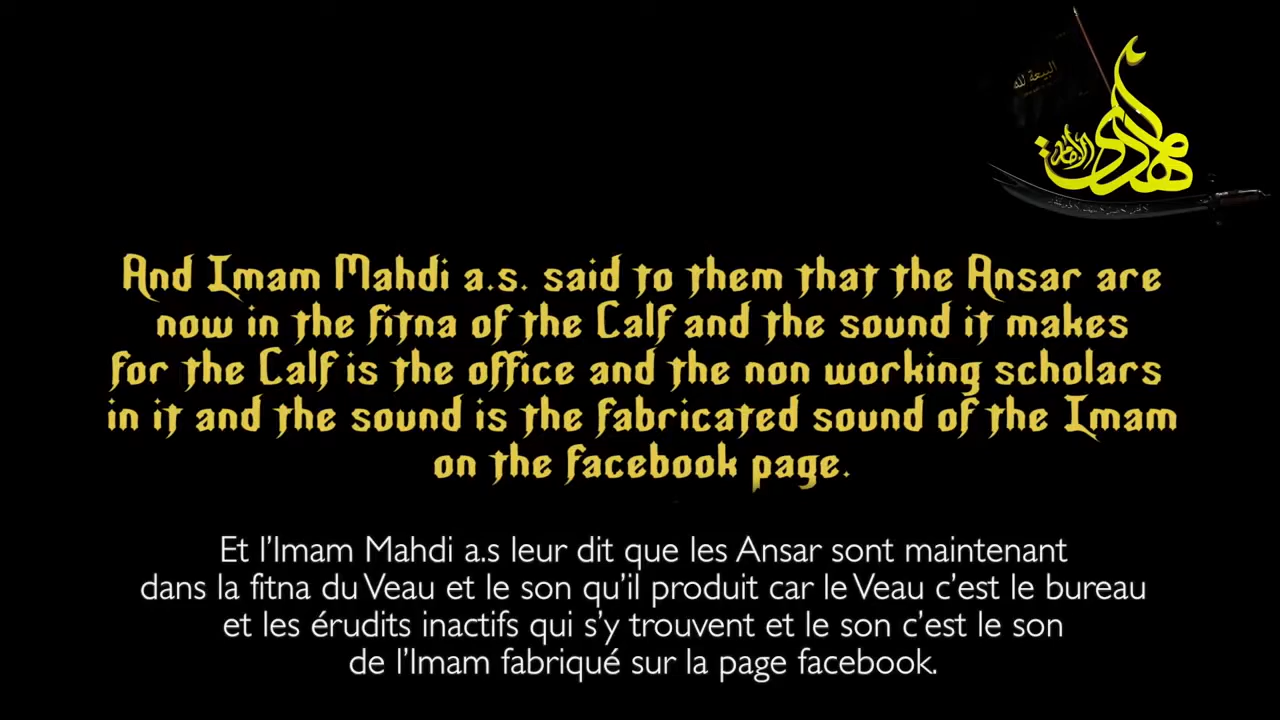 البيعة لله
الإمام
المهدي
And Imam Mahdi a.s. said to them that the Ansar are
now in the fitna of the Calf and the sound it makes
for the Calf is the office and the non working scholars
in it and the sound is the fabricated sound of the Imam
on the facebook page.
Et l’Imam Mahdi a.s leur dit que les Ansar sont maintenant
dans la fitna du Veau et le son qu’il produit car le Veau c’est le bureau
et les érudits inactifs qui s’y trouvent et le son c’est le son
de l’Imam fabriqué sur la page facebook.